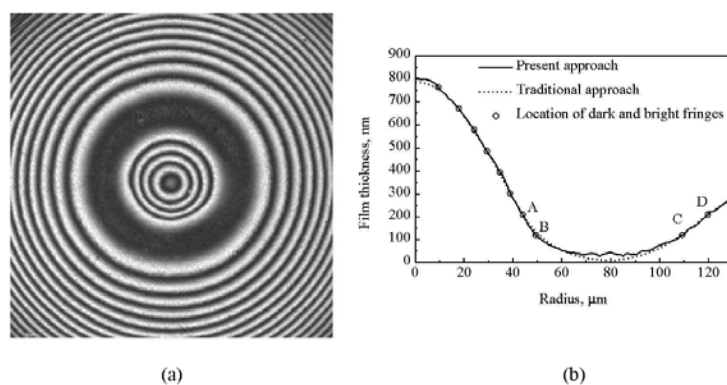 Present approach
Traditional approach
Location of dark and bright fringes
Film thickness, nm
900
800
700
600
500
400
300
200
100
0
A
B
C
D
0 20 40 60 80 100 120
Radius, μm
(a) (b)